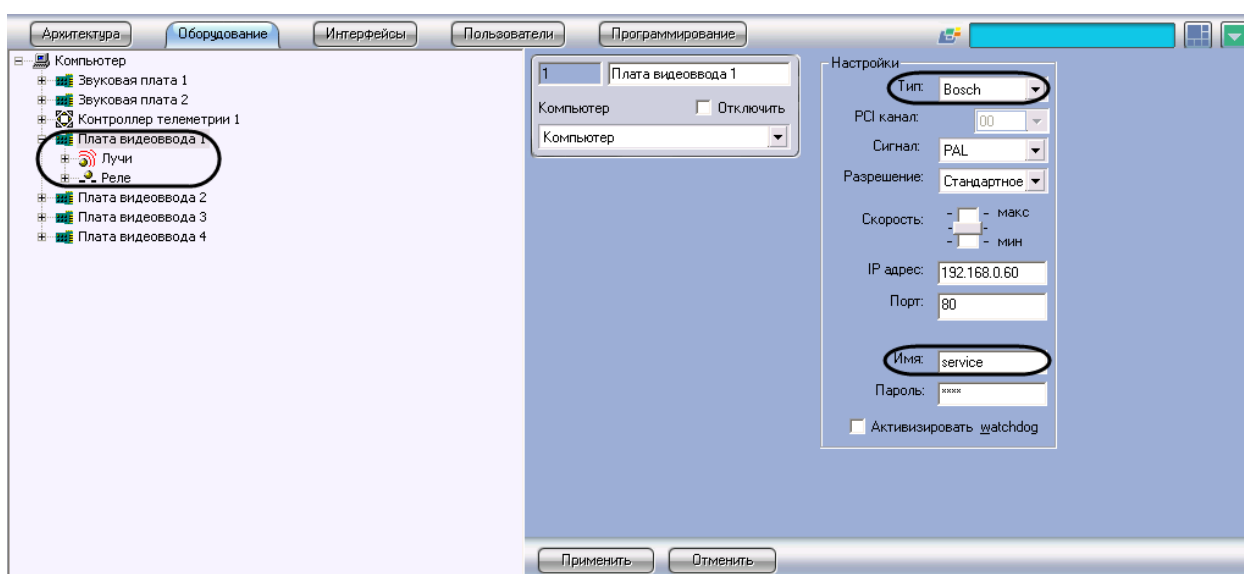 Архитектура Оборудование Интерфейсы Пользователи Программирование
Компьютер
Звуковая плата 1
Звуковая плата 2
Контроллер телеметрии 1
Плата видеоввода 1
Лучи
Реле
Плата видеоввода 2
Плата видеоввода 3
Плата видеоввода 4
1 Плата видеоввода 1
Компьютер Отключить
Компьютер
Настройки
Тип: Bosch
PCI канал: 00
Сигнал: PAL
Разрешение: Стандартное
Скорость: - - макс
- -
- - мин
IP адрес: 192.168.0.60
Порт: 80
Имя: service
Пароль: ××××
Активизировать watchdog
Применить Отменить